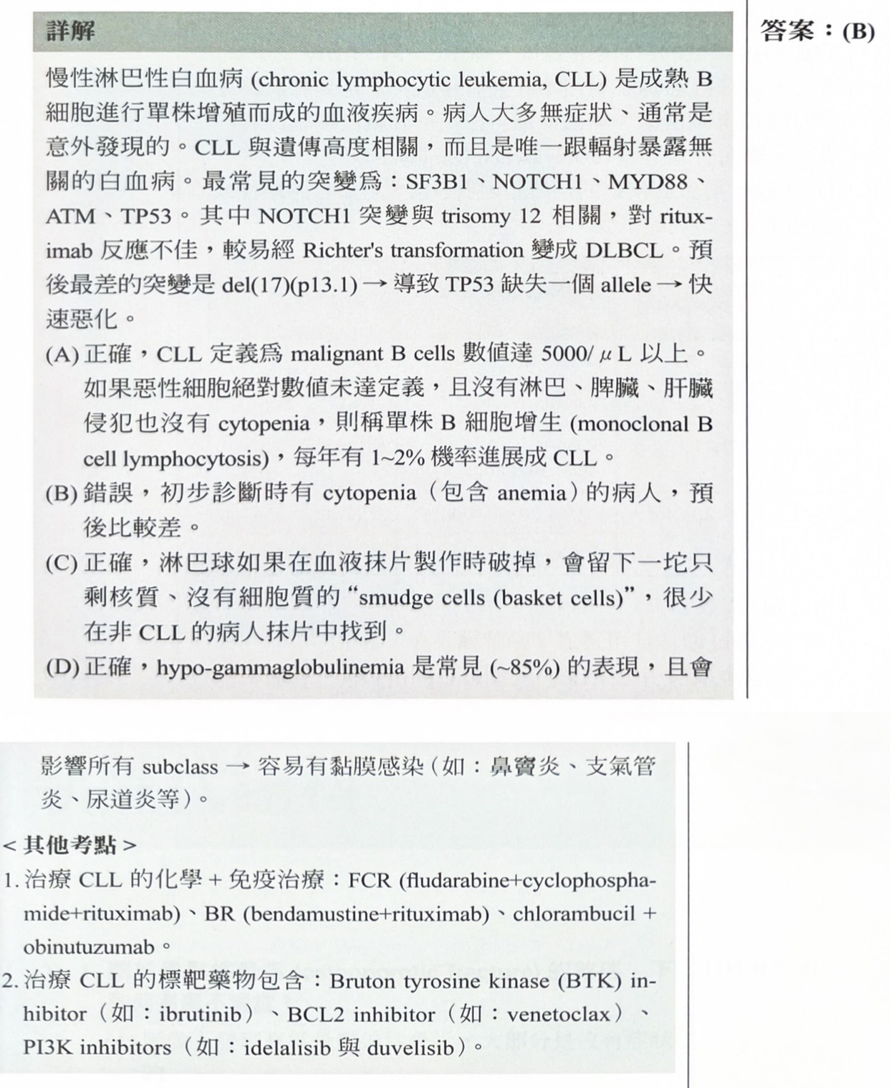 詳解
答案：(B)
慢性淋巴性白血病 (chronic lymphocytic leukemia, CLL) 是成熟 B
細胞進行單株增殖而成的血液疾病。病人大多無症狀、通常是
意外發現的。CLL 與遺傳高度相關，而且是唯一跟輻射暴露無
關的白血病。最常見的突變為：SF3B1、NOTCH1、MYD88、
ATM、TP53。其中 NOTCH1 突變與 trisomy 12 相關，對 ritux-
imab 反應不佳，較易經 Richter's transformation 變成 DLBCL。預
後最差的突變是 del(17)(p13.1) → 導致 TP53 缺失一個 allele → 快
速惡化。
(A) 正確，CLL 定義為 malignant B cells 數值達 5000/ μ L 以上。
如果惡性細胞絕對數值未達定義，且沒有淋巴、脾臟、肝臟
侵犯也沒有 cytopenia，則稱單株 B 細胞增生 (monoclonal B
cell lymphocytosis)，每年有 1~2% 機率進展成 CLL。
(B) 錯誤，初步診斷時有 cytopenia（包含 anemia）的病人，預
後比較差。
(C) 正確，淋巴球如果在血液抹片製作時破掉，會留下一坨只
剩核質、沒有細胞質的 “smudge cells (basket cells)”，很少
在非 CLL 的病人抹片中找到。
(D) 正確，hypo-gammaglobulinemia 是常見 (~85%) 的表現，且會
影響所有 subclass → 容易有黏膜感染（如：鼻竇炎、支氣管
炎、尿道炎等）。
< 其他考點 >
1. 治療 CLL 的化學 + 免疫治療：FCR (fludarabine+cyclophospha-
mide+rituximab)、BR (bendamustine+rituximab)、chlorambucil +
obinutuzumab。
2. 治療 CLL 的標靶藥物包含：Bruton tyrosine kinase (BTK) in-
hibitor（如：ibrutinib）、BCL2 inhibitor（如：venetoclax）、
PI3K inhibitors（如：idelalisib 與 duvelisib）。